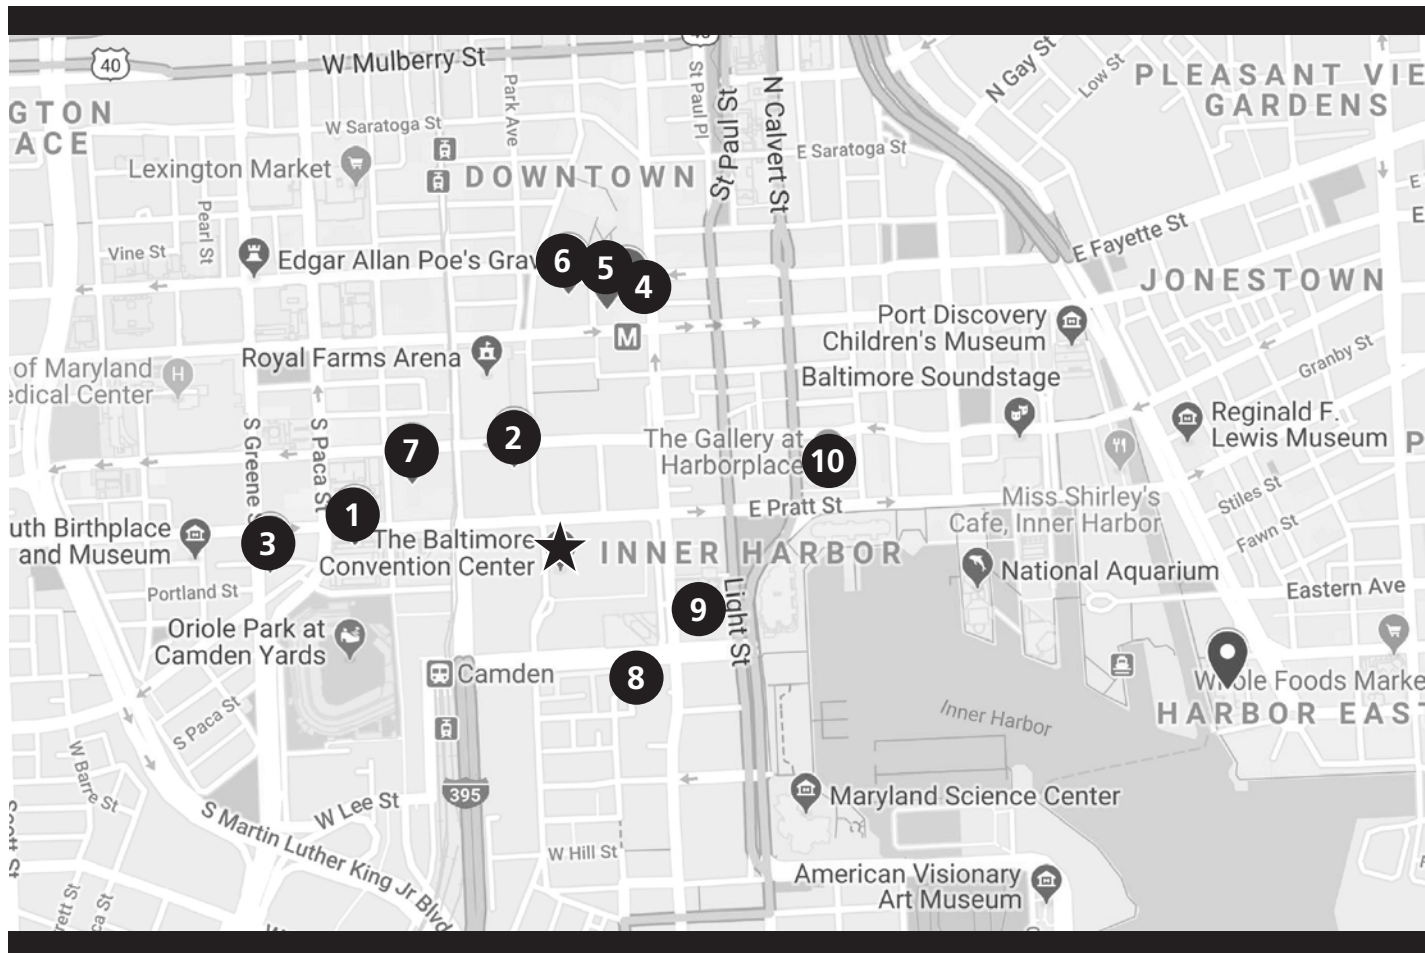 40
40
W Mulberry St
N Gay St
Low St
PLEASANT VIE
GARDENS
GTON
ACE
Park Ave
St Paul Pl
St Paul St
N Calvert St
W Saratoga St
E Saratoga St
Lexington Market
DOWNTOWN
Pearl St
Vine St
Edgar Allan Poe's Grav
6
5
4
E Fayette St
E
E
JONESTOWN
M
Port Discovery
Children's Museum
Royal Farms Arena
of Maryland
edical Center
H
Granby St
Baltimore Soundstage
Reginald F.
Lewis Museum
P
S Greene S
S Paca St
7
2
The Gallery at
Harborplace
10
1
3
E Pratt St
Stiles St
Fawn St
Miss Shirley's
Cafe, Inner Harbor
uth Birthplace
and Museum
The Baltimore
Convention Center
INNER HARBOR
National Aquarium
Portland St
Eastern Ave
9
Light St
Oriole Park at
Camden Yards
Camden
8
Whole Foods Marke
HARBOR EAST
S Paca St
Inner Harbor
W Barre St
395
W Lee St
Maryland Science Center
S Martin Luther King Jr Blvd
W Hill St
American Visionary
Art Museum
rett St
ca St